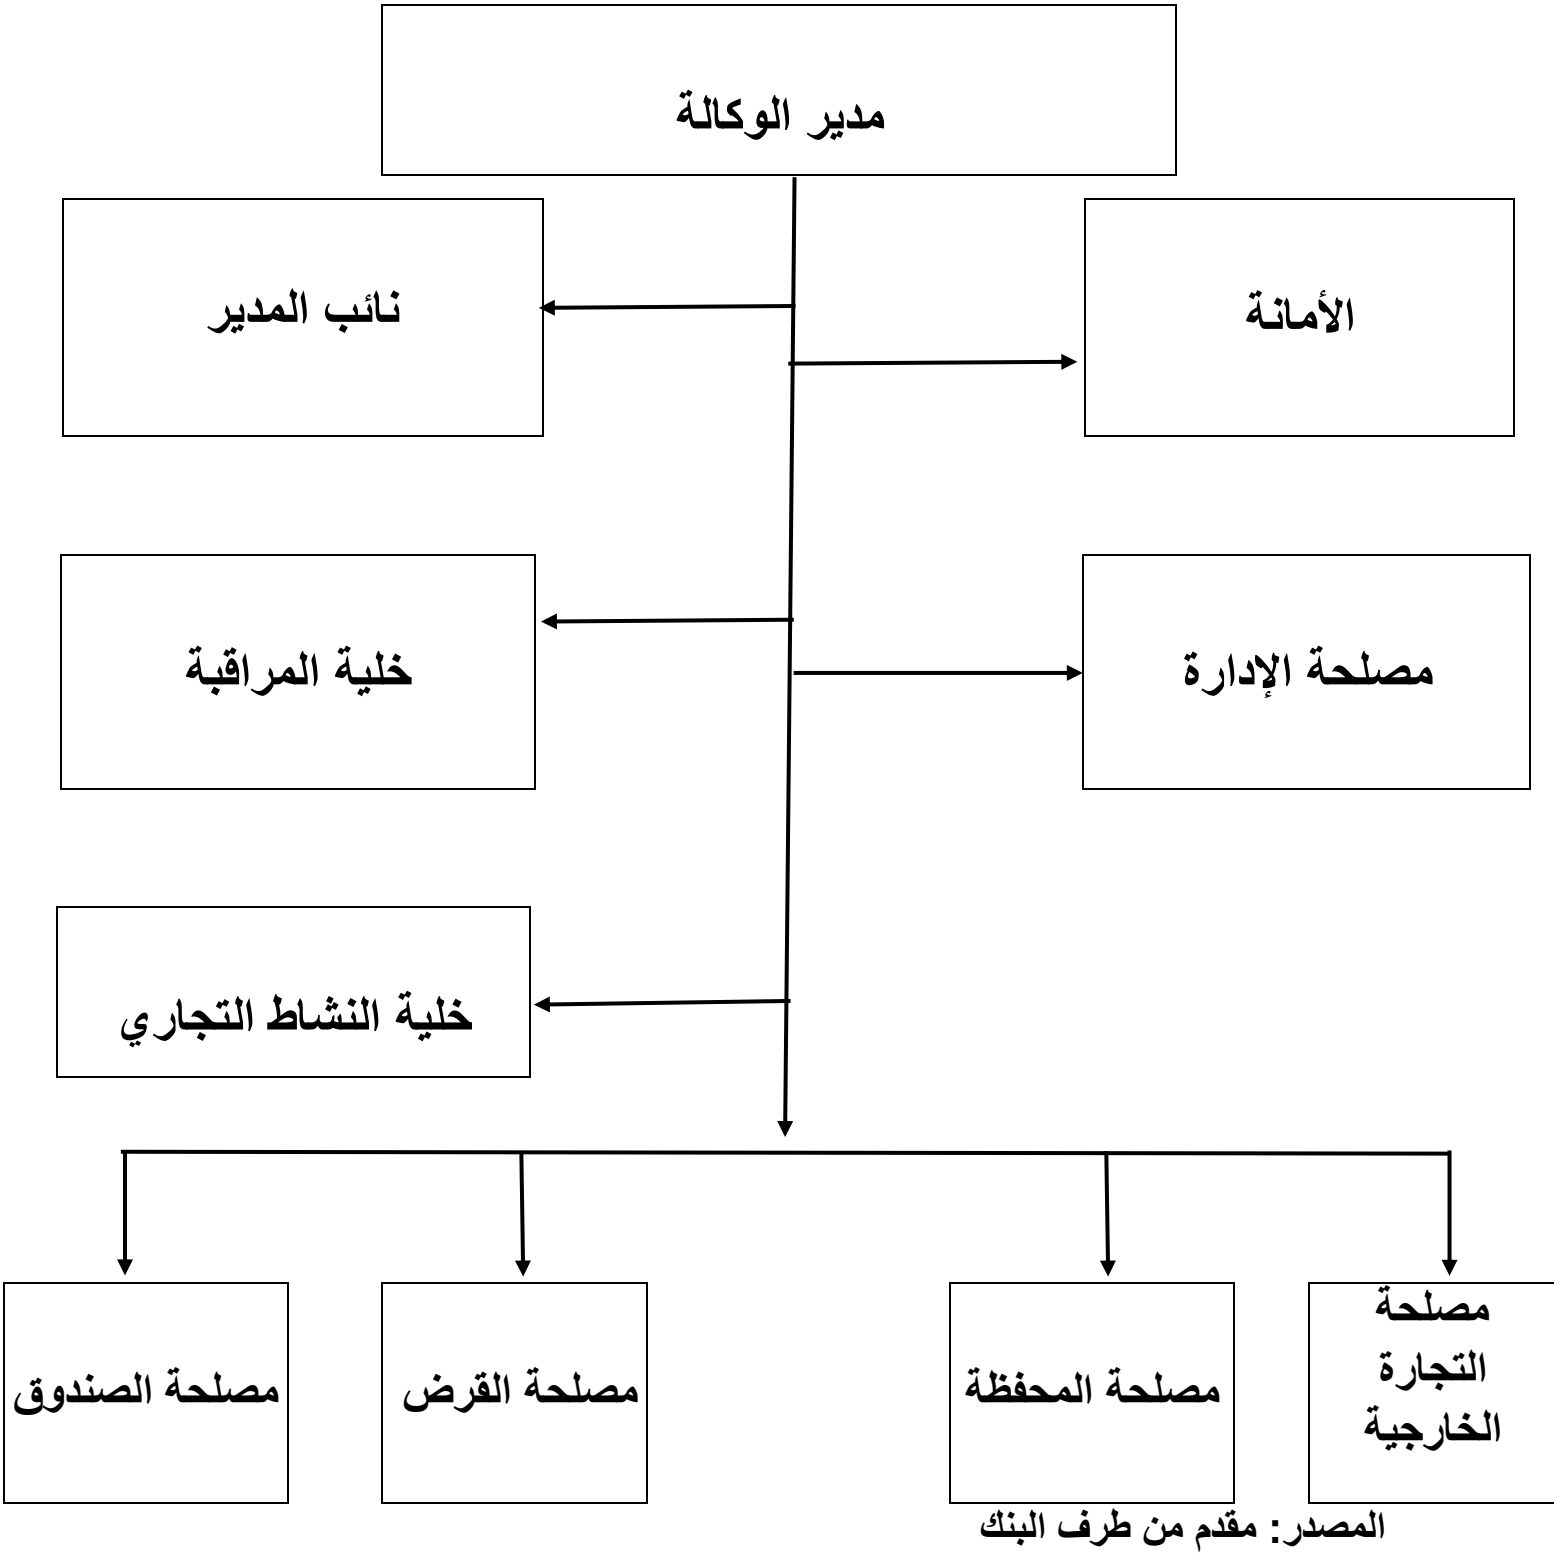 مدير الوكالة
الأمانة
نائب المدير
مصلحة الإدارة
خلية المراقبة
خلية النشاط التجاري
مصلحة
التجارة
الخارجية
مصلحة المحفظة
مصلحة القرض
مصلحة الصندوق
المصدر: مقدم من طرف البنك